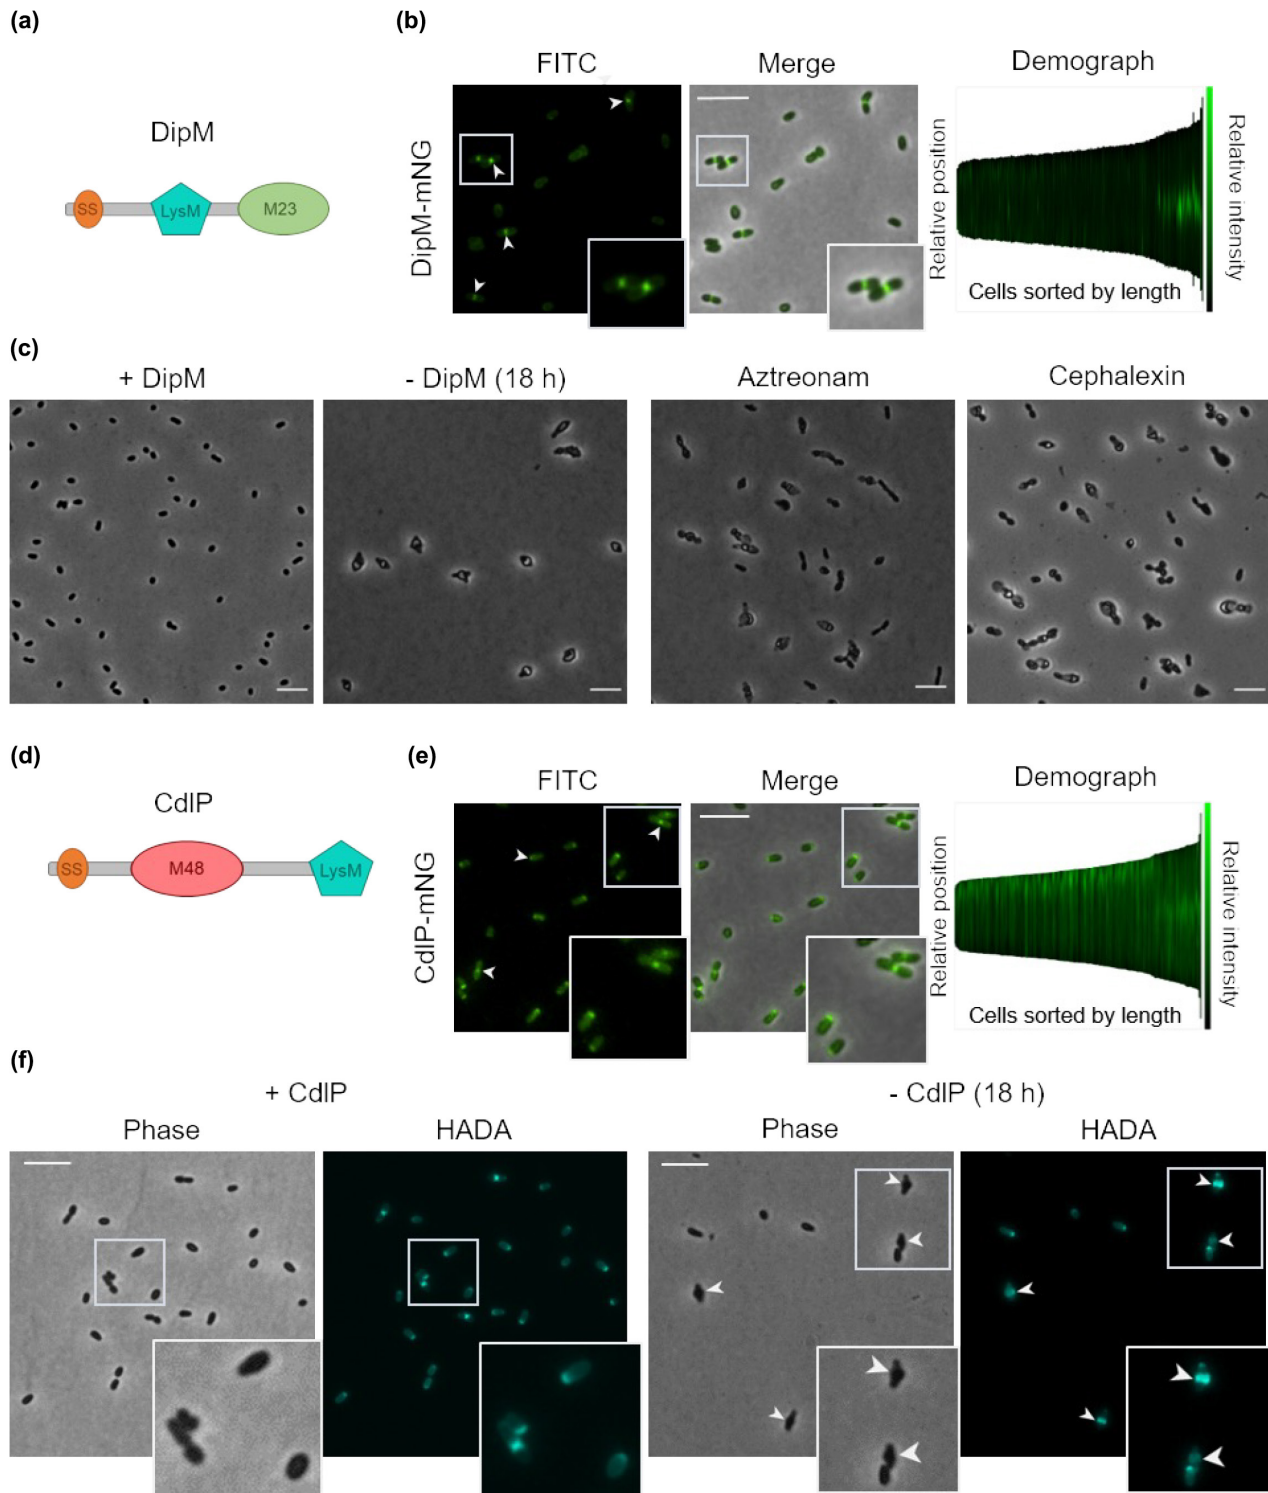 (a)
DipM
SS
LysM
M23
(b)
FITC
Merge
Demograph
DipM-mNG
Relative position
Cells sorted by length
Relative intensity
(c)
+ DipM
- DipM (18 h)
Aztreonam
Cephalexin
(d)
CdlP
SS
M48
LysM
(e)
FITC
Merge
Demograph
CdlP-mNG
Relative position
Cells sorted by length
Relative intensity
(f)
+ CdlP
- CdlP (18 h)
Phase
HADA
Phase
HADA